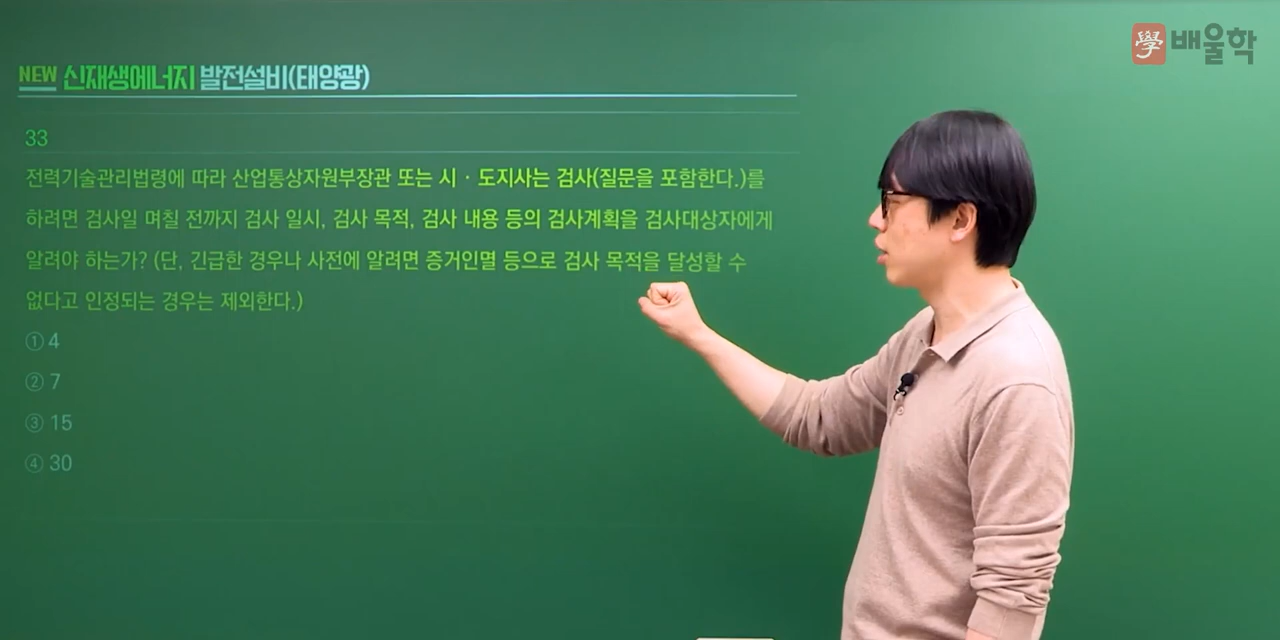 學 배울학
NEW 신재생에너지 발전설비(태양광)
33
전력기술관리법령에 따라 산업통상자원부장관 또는 시·도지사는 검사(질문을 포함한다.)를
하려면 검사일 며칠 전까지 검사 일시, 검사 목적, 검사 내용 등의 검사계획을 검사대상자에게
알려야 하는가? (단, 긴급한 경우나 사전에 알려면 증거인멸 등으로 검사 목적을 달성할 수
없다고 인정되는 경우는 제외한다.)
① 4
② 7
③ 15
④ 30